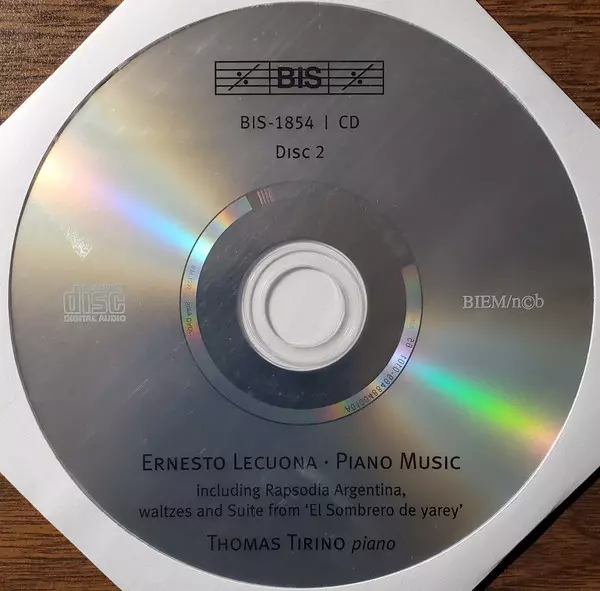 BIS
BIS-1854 | CD
Disc 2
disc
DIGITAL AUDIO
BIEM/n©b
Ernesto Lecuona · Piano Music
including Rapsodia Argentina,
waltzes and Suite from ‘El Sombrero de yarey’
Thomas Tirino piano